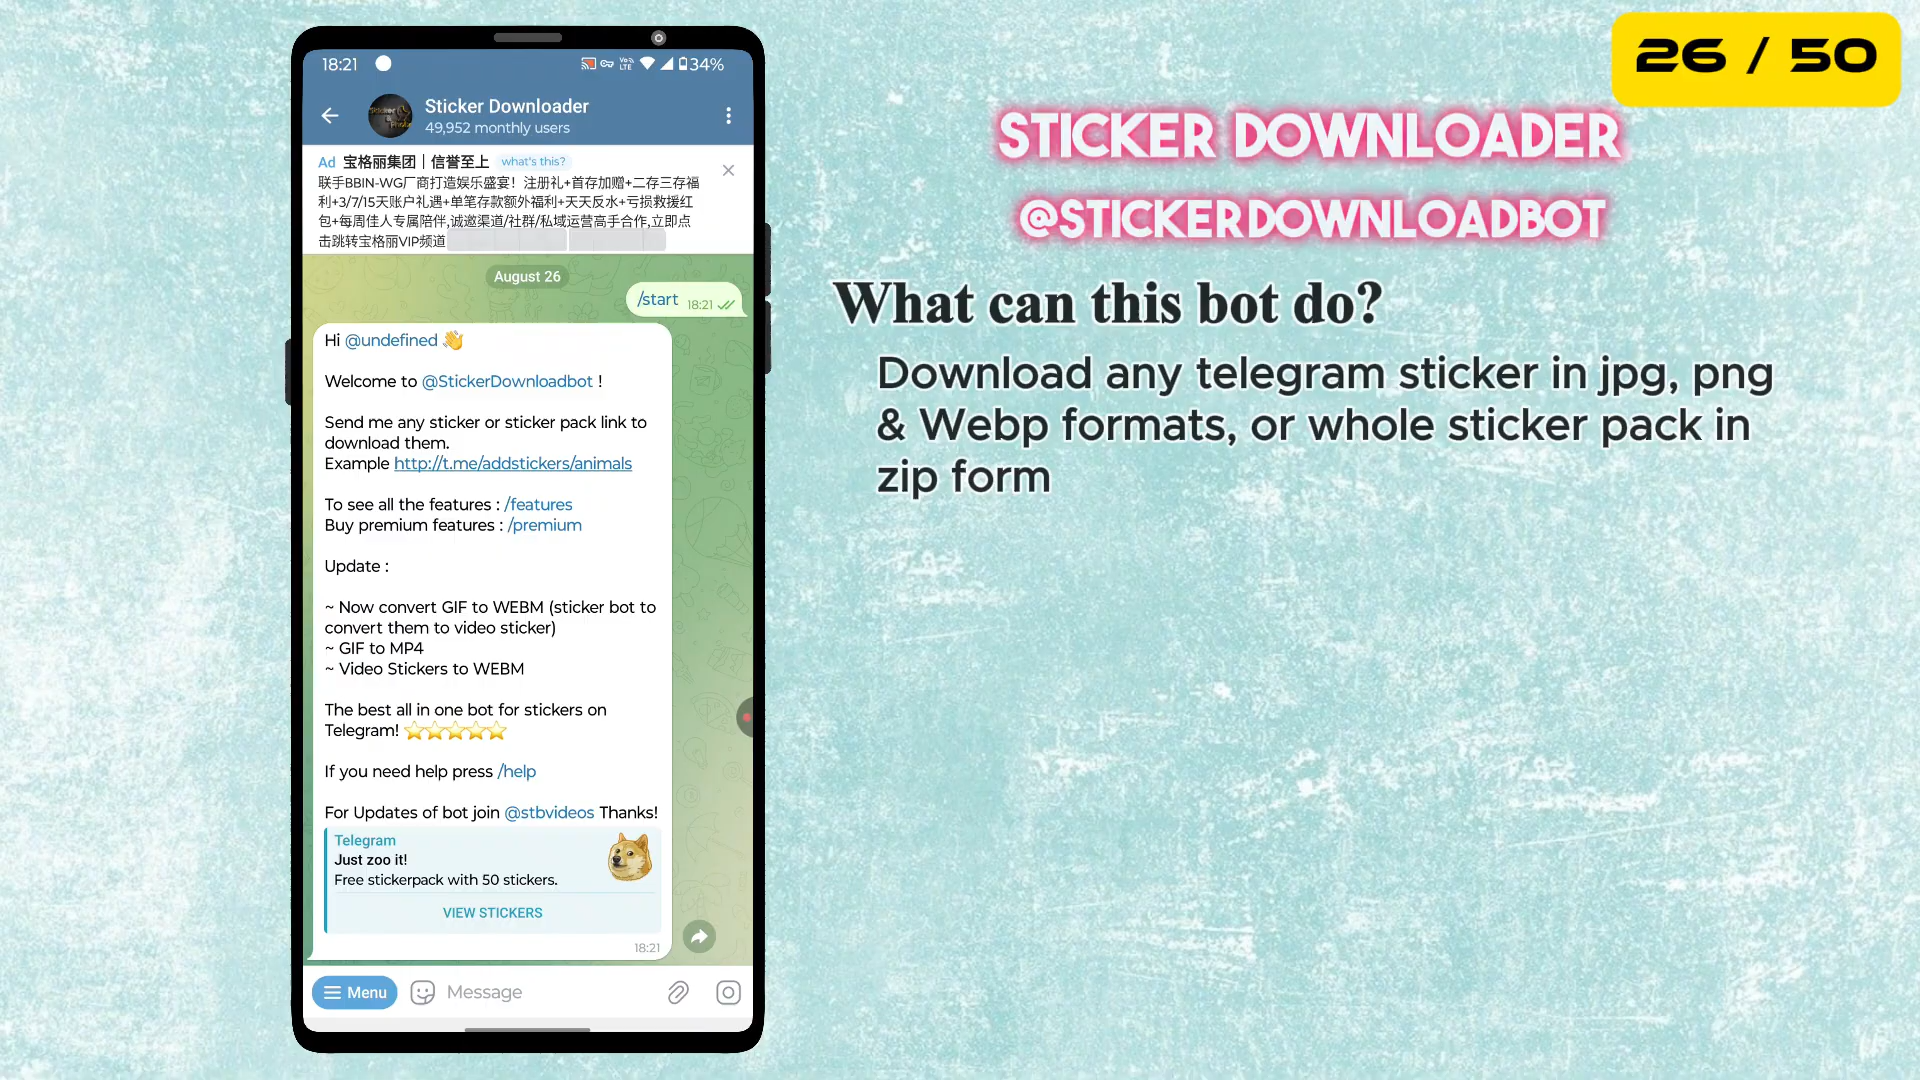 26 / 50
STICKER DOWNLOADER
@STICKERDOWNLOADBOT
What can this bot do?
Download any telegram sticker in jpg, png
& Webp formats, or whole sticker pack in
zip form
18:21
Vo LTE
34%
Sticker Downloader
49,952 monthly users
Ad 宝格丽集团｜信誉至上 what's this?
联手BBIN-WG厂商打造娱乐盛宴！注册礼+首存加赠+二存三存福
利+3/7/15天账户礼遇+单笔存款额外福利+天天反水+亏损救援红
包+每周佳人专属陪伴,诚邀渠道/社群/私域运营高手合作,立即点
击跳转宝格丽VIP频道
August 26
/start 18:21
Hi @undefined 👋
Welcome to @StickerDownloadbot !
Send me any sticker or sticker pack link to
download them.
Example http://t.me/addstickers/animals
To see all the features : /features
Buy premium features : /premium
Update :
~ Now convert GIF to WEBM (sticker bot to
convert them to video sticker)
~ GIF to MP4
~ Video Stickers to WEBM
The best all in one bot for stickers on
Telegram! ⭐⭐⭐⭐⭐
If you need help press /help
For Updates of bot join @stbvideos Thanks!
Telegram
Just zoo it!
Free stickerpack with 50 stickers.
VIEW STICKERS
18:21
Menu
Message